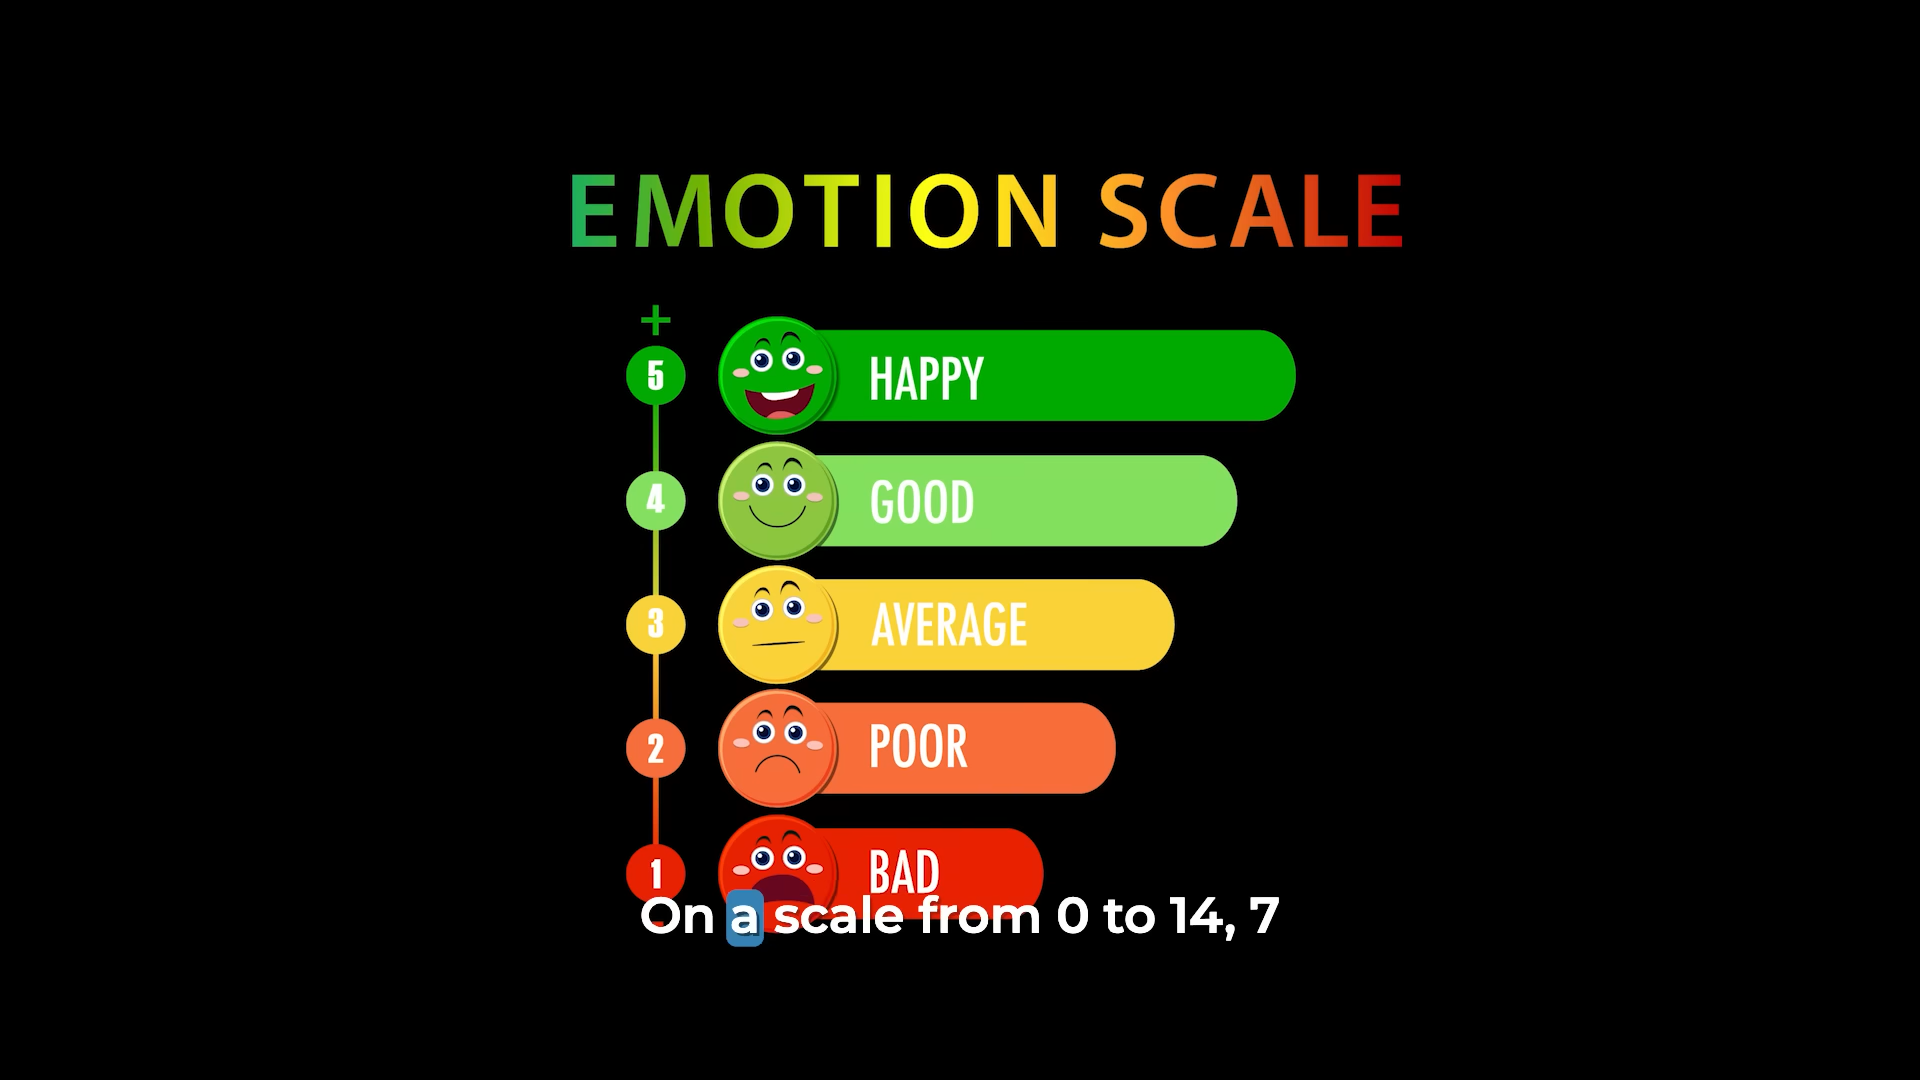 EMOTION SCALE
+
5 HAPPY
4 GOOD
3 AVERAGE
2 POOR
1 BAD
On a scale from 0 to 14, 7